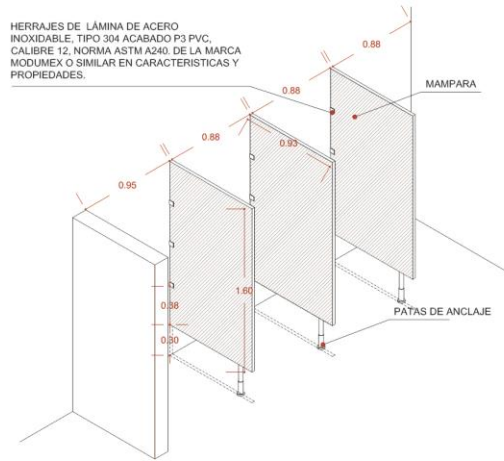 HERRAJES DE LÁMINA DE ACERO
INOXIDABLE, TIPO 304 ACABADO P3 PVC,
CALIBRE 12, NORMA ASTM A240. DE LA MARCA
MODUMEX O SIMILAR EN CARACTERISTICAS Y
PROPIEDADES.
0.88
0.88
MAMPARA
0.88
0.93
0.95
1.60
0.38
PATAS DE ANCLAJE
0.30